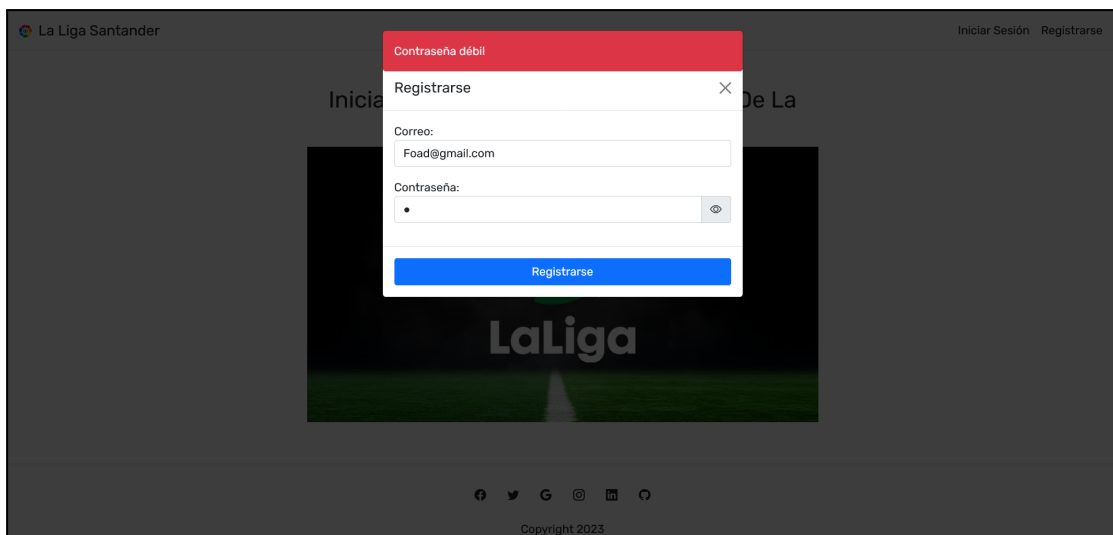 La Liga Santander
Iniciar Sesión Registrarse
Contraseña débil
Registrarse
Inicia De La
Correo:
Foad@gmail.com
Contraseña:
Registrarse
LaLiga
Copyright 2023